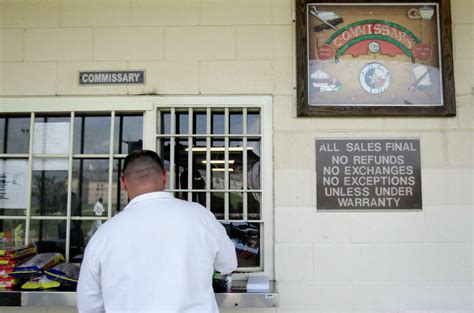 COMMISSARY
COMMISSARY
ALL SALES FINAL
NO REFUNDS
NO EXCHANGES
NO EXCEPTIONS
UNLESS UNDER
WARRANTY